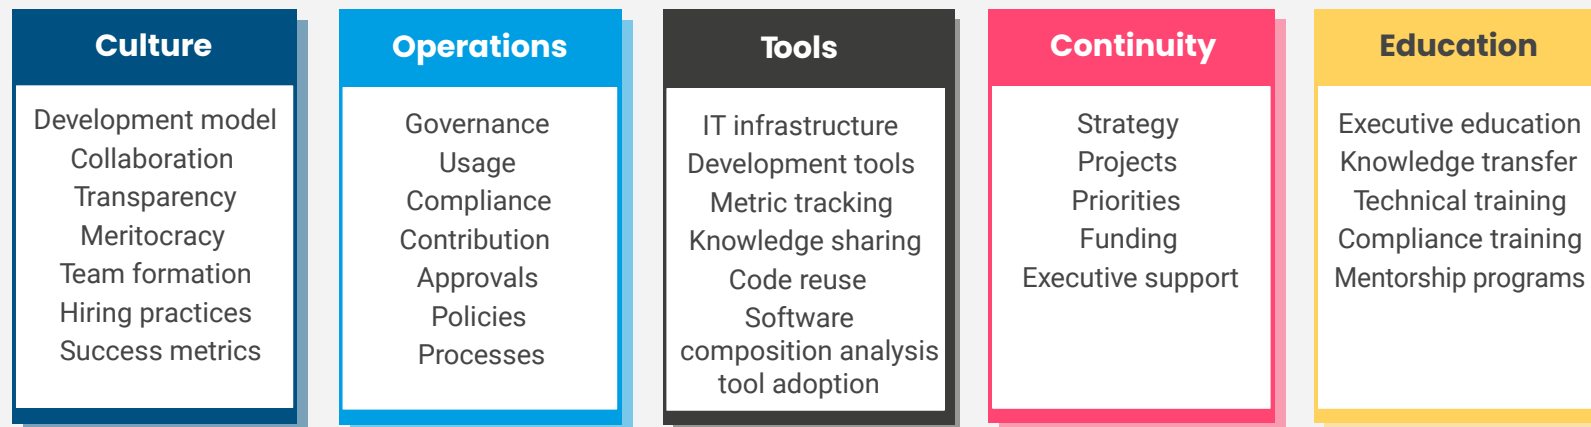 Culture
Development model
Collaboration
Transparency
Meritocracy
Team formation
Hiring practices
Success metrics
Operations
Governance
Usage
Compliance
Contribution
Approvals
Policies
Processes
Tools
IT infrastructure
Development tools
Metric tracking
Knowledge sharing
Code reuse
Software
composition analysis
tool adoption
Continuity
Strategy
Projects
Priorities
Funding
Executive support
Education
Executive education
Knowledge transfer
Technical training
Compliance training
Mentorship programs